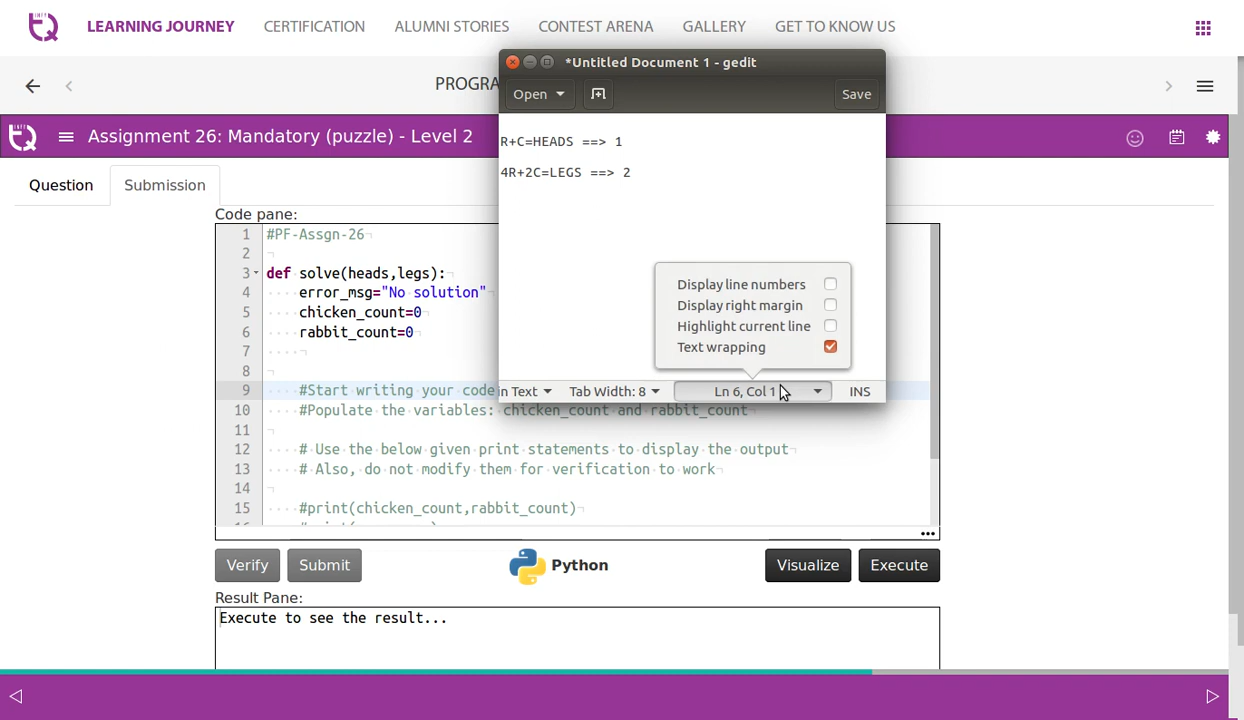 LEARNING JOURNEY CERTIFICATION ALUMNI STORIES CONTEST ARENA GALLERY GET TO KNOW US
PROGRA
*Untitled Document 1 - gedit
Open Save
Assignment 26: Mandatory (puzzle) - Level 2
R+C=HEADS ==> 1
4R+2C=LEGS ==> 2
Question Submission
Code pane:
1 #PF-Assgn-26
2
3 def solve(heads,legs):
4 error_msg="No solution"
5 chicken_count=0
6 rabbit_count=0
7
8
9 #Start writing your code
10 #Populate the variables: chicken_count and rabbit_count
11
12 # Use the below given print statements to display the output
13 # Also, do not modify them for verification to work
14
15 #print(chicken_count,rabbit_count)
Display line numbers
Display right margin
Highlight current line
Text wrapping
in Text Tab Width: 8 Ln 6, Col 1 INS
Verify Submit Python Visualize Execute
Result Pane:
Execute to see the result...